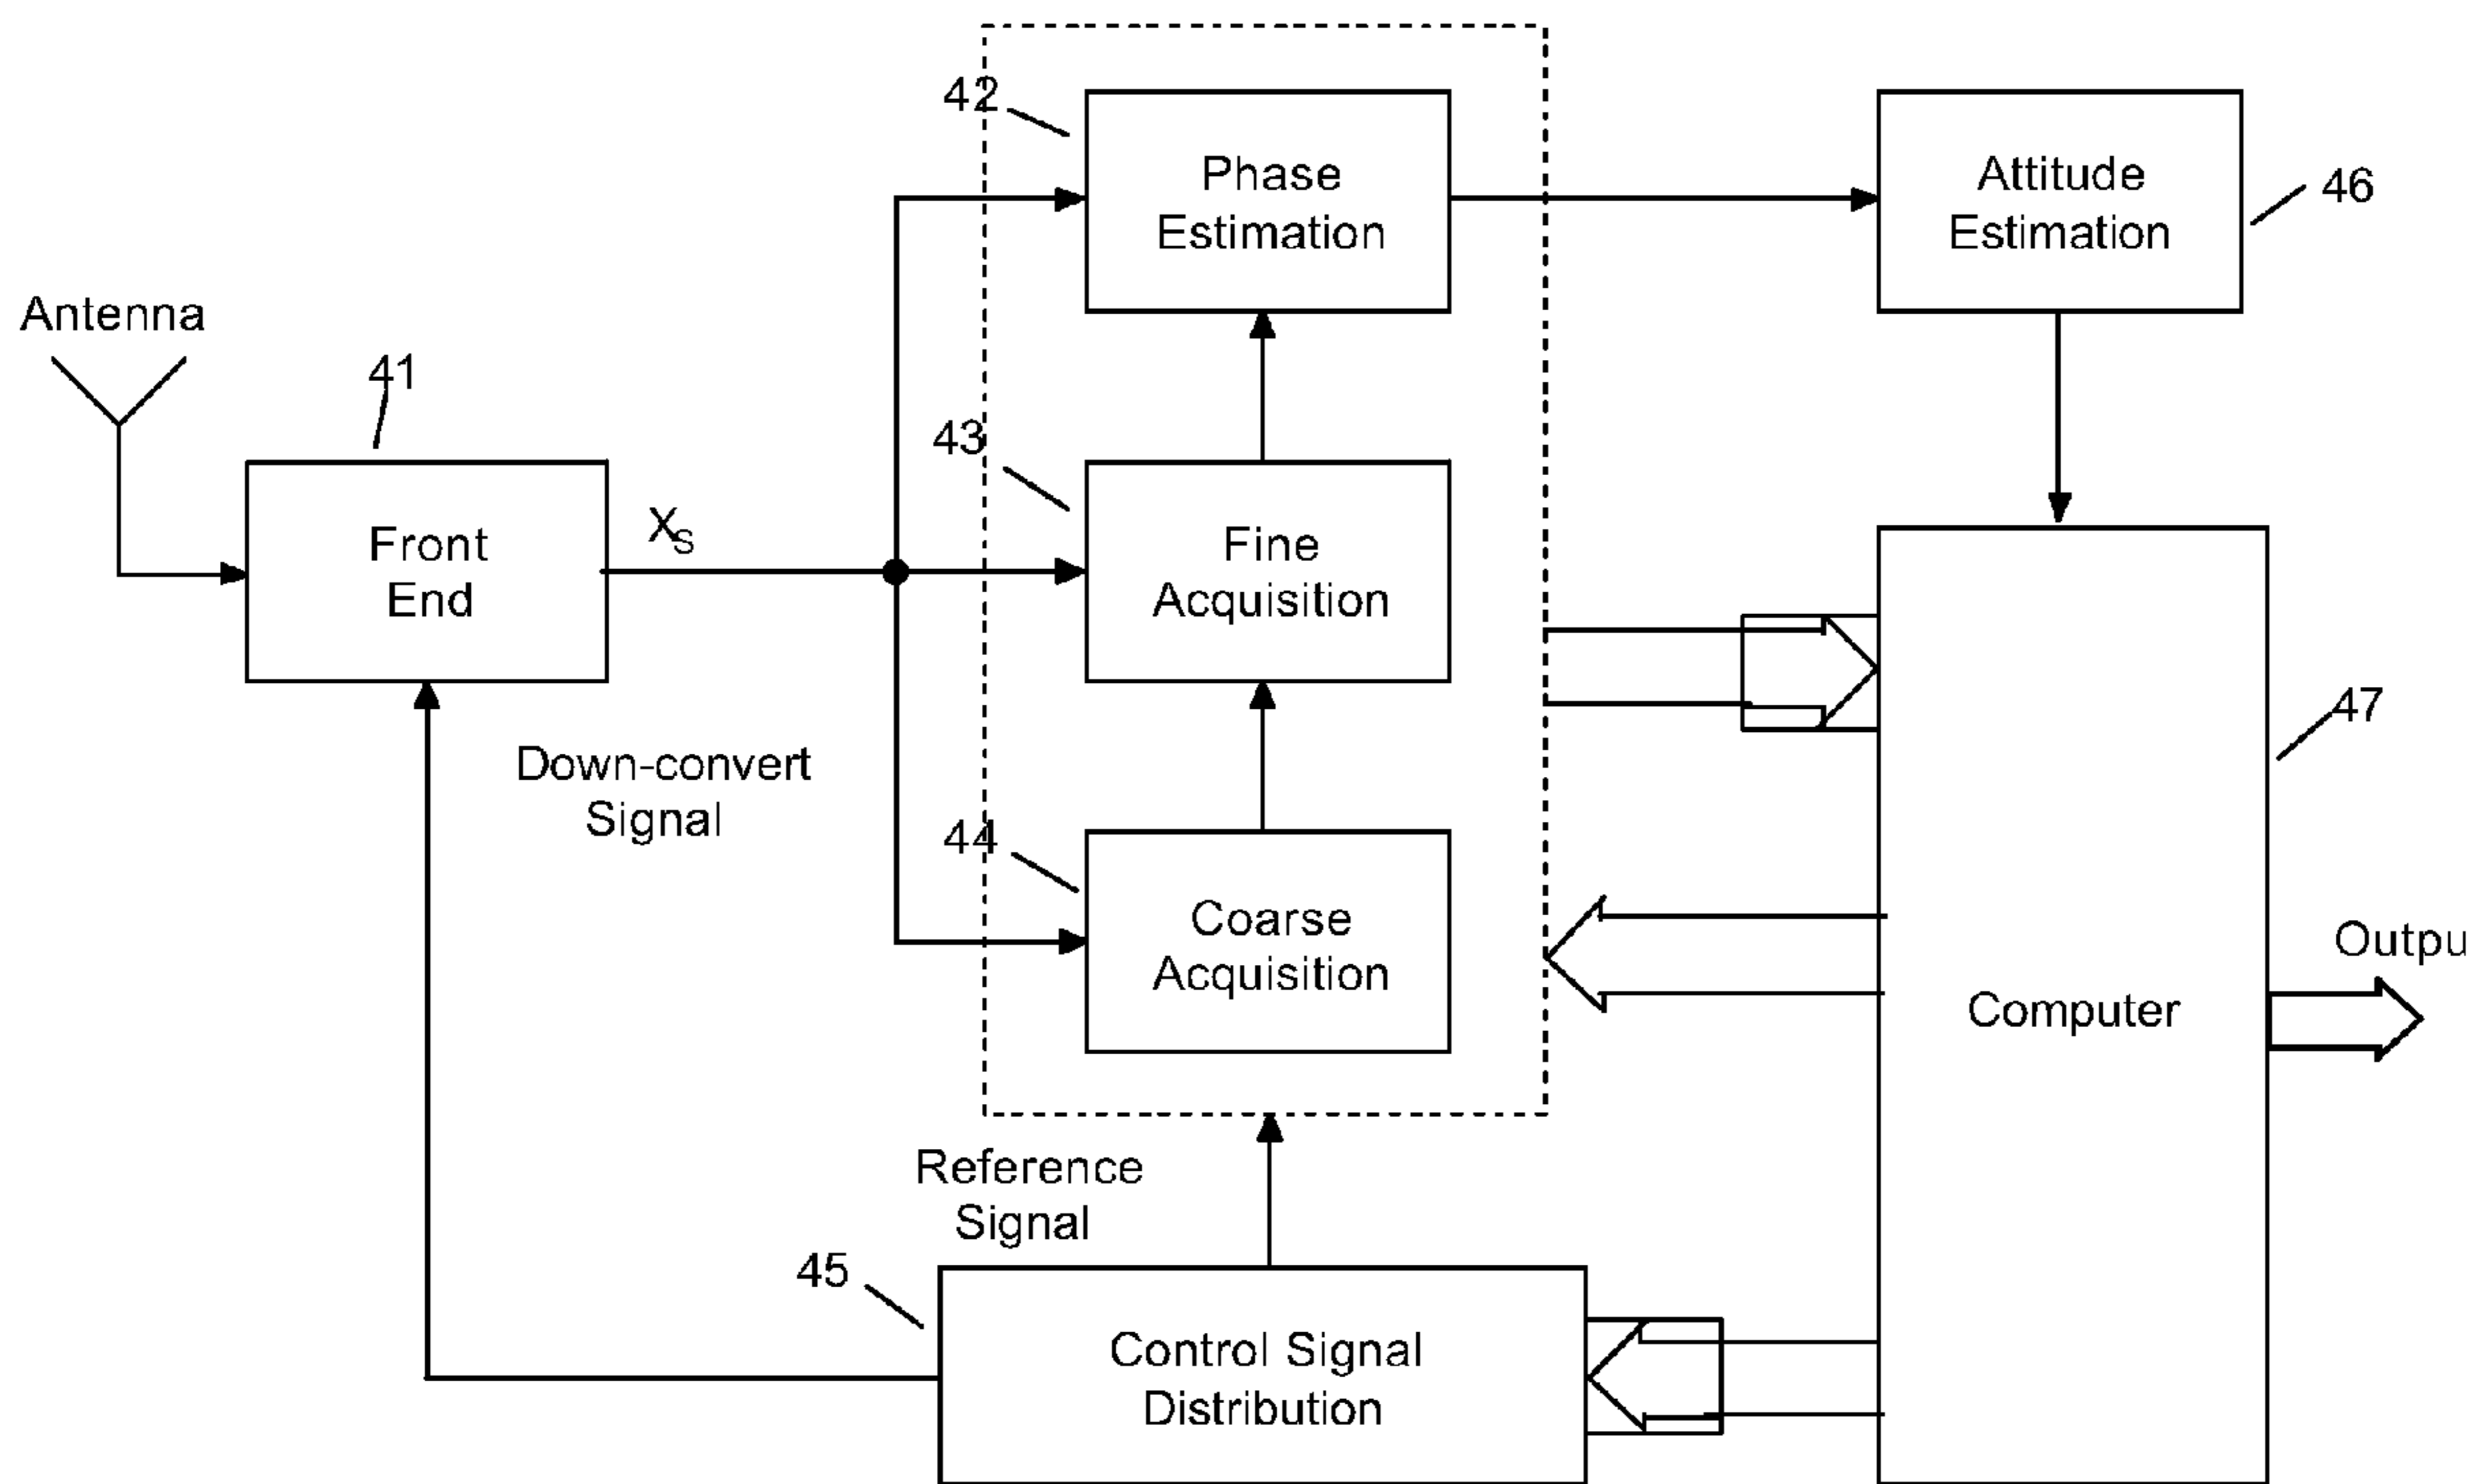 42
Phase
Estimation
Attitude
Estimation
46
Antenna
41
43
Front
End
X_S
Fine
Acquisition
47
Down-convert
Signal
44
Coarse
Acquisition
Outpu
Computer
Reference
Signal
45
Control Signal
Distribution